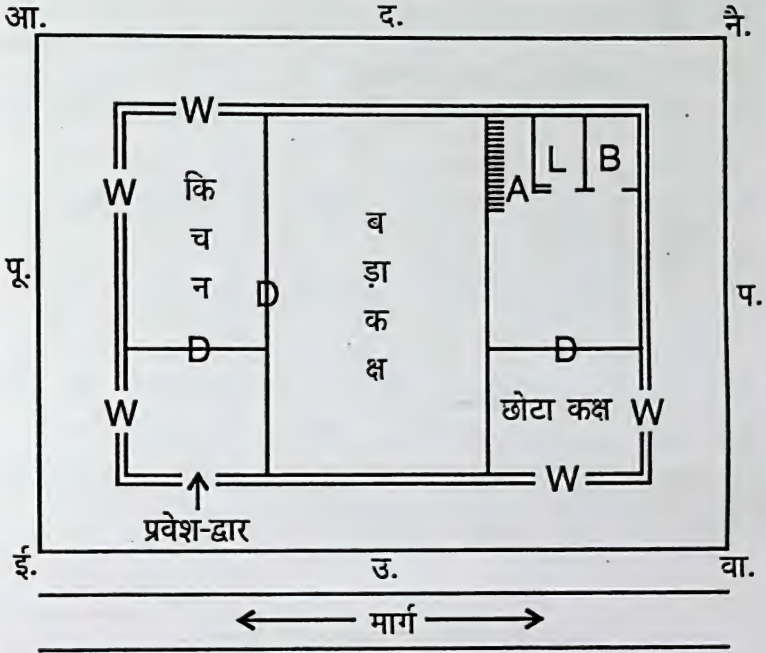 आ. द. नै.
W
W कि L B
च A
न ब
ड़ा
पू. D क प.
क्ष
D D
W छोटा कक्ष W
W
प्रवेश-द्वार
ई. उ. वा.
मार्ग